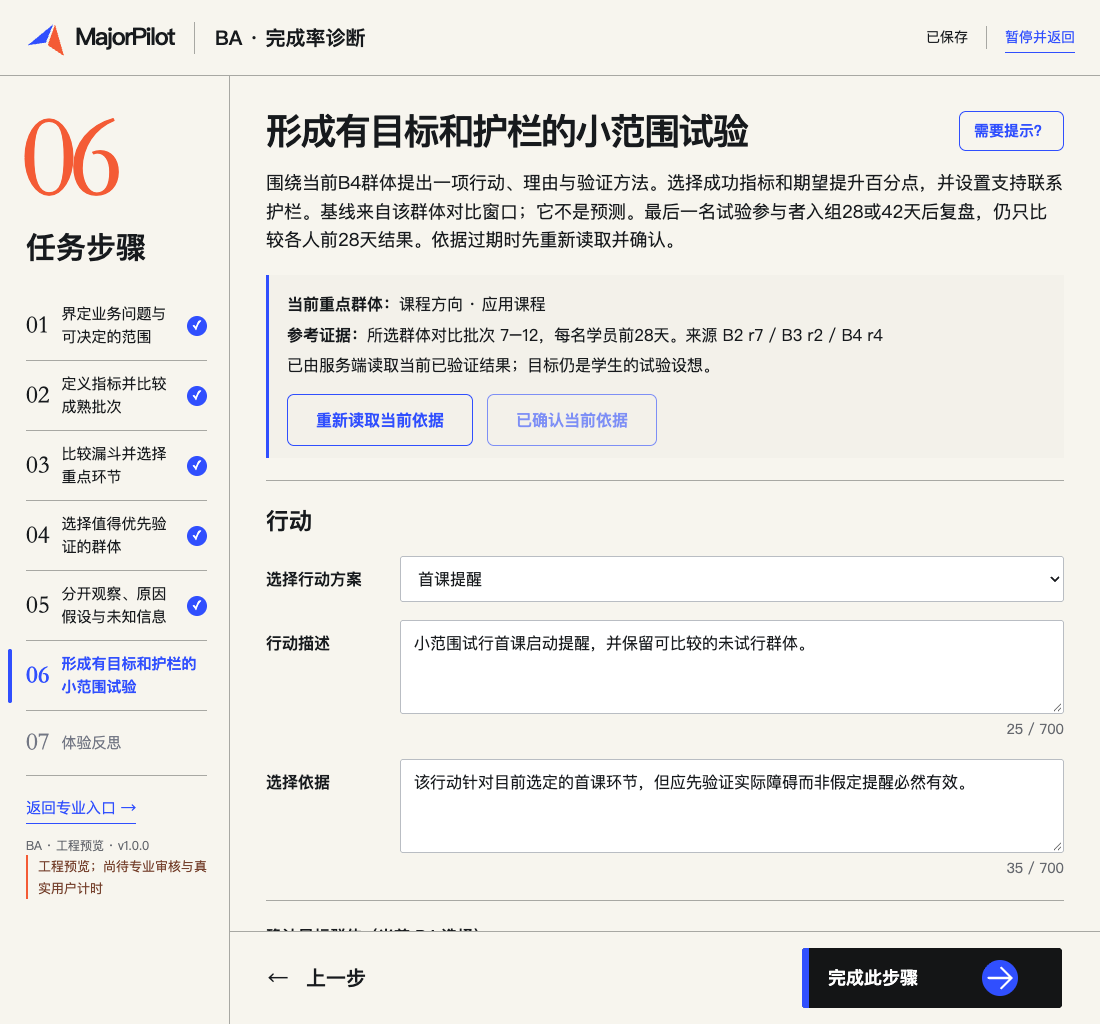 MajorPilot
BA · 完成率诊断
已保存
暂停并返回
06
任务步骤
01 界定业务问题与
可决定的范围
02 定义指标并比较
成熟批次
03 比较漏斗并选择
重点环节
04 选择值得优先验
证的群体
05 分开观察、原因
假设与未知信息
06 形成有目标和护栏的
小范围试验
07 体验反思
返回专业入口 →
BA · 工程预览 · v1.0.0
工程预览；尚待专业审核与真
实用户计时
形成有目标和护栏的小范围试验
需要提示?
围绕当前B4群体提出一项行动、理由与验证方法。选择成功指标和期望提升百分点，并设置支持联系
护栏。基线来自该群体对比窗口；它不是预测。最后一名试验参与者入组28或42天后复盘，仍只比
较各人前28天结果。依据过期时先重新读取并确认。
当前重点群体：课程方向 · 应用课程
参考证据：所选群体对比批次 7—12，每名学员前28天。来源 B2 r7 / B3 r2 / B4 r4
已由服务端读取当前已验证结果；目标仍是学生的试验设想。
重新读取当前依据
已确认当前依据
行动
选择行动方案
首课提醒
行动描述
小范围试行首课启动提醒，并保留可比较的未试行群体。
25 / 700
选择依据
该行动针对目前选定的首课环节，但应先验证实际障碍而非假定提醒必然有效。
35 / 700
← 上一步
完成此步骤